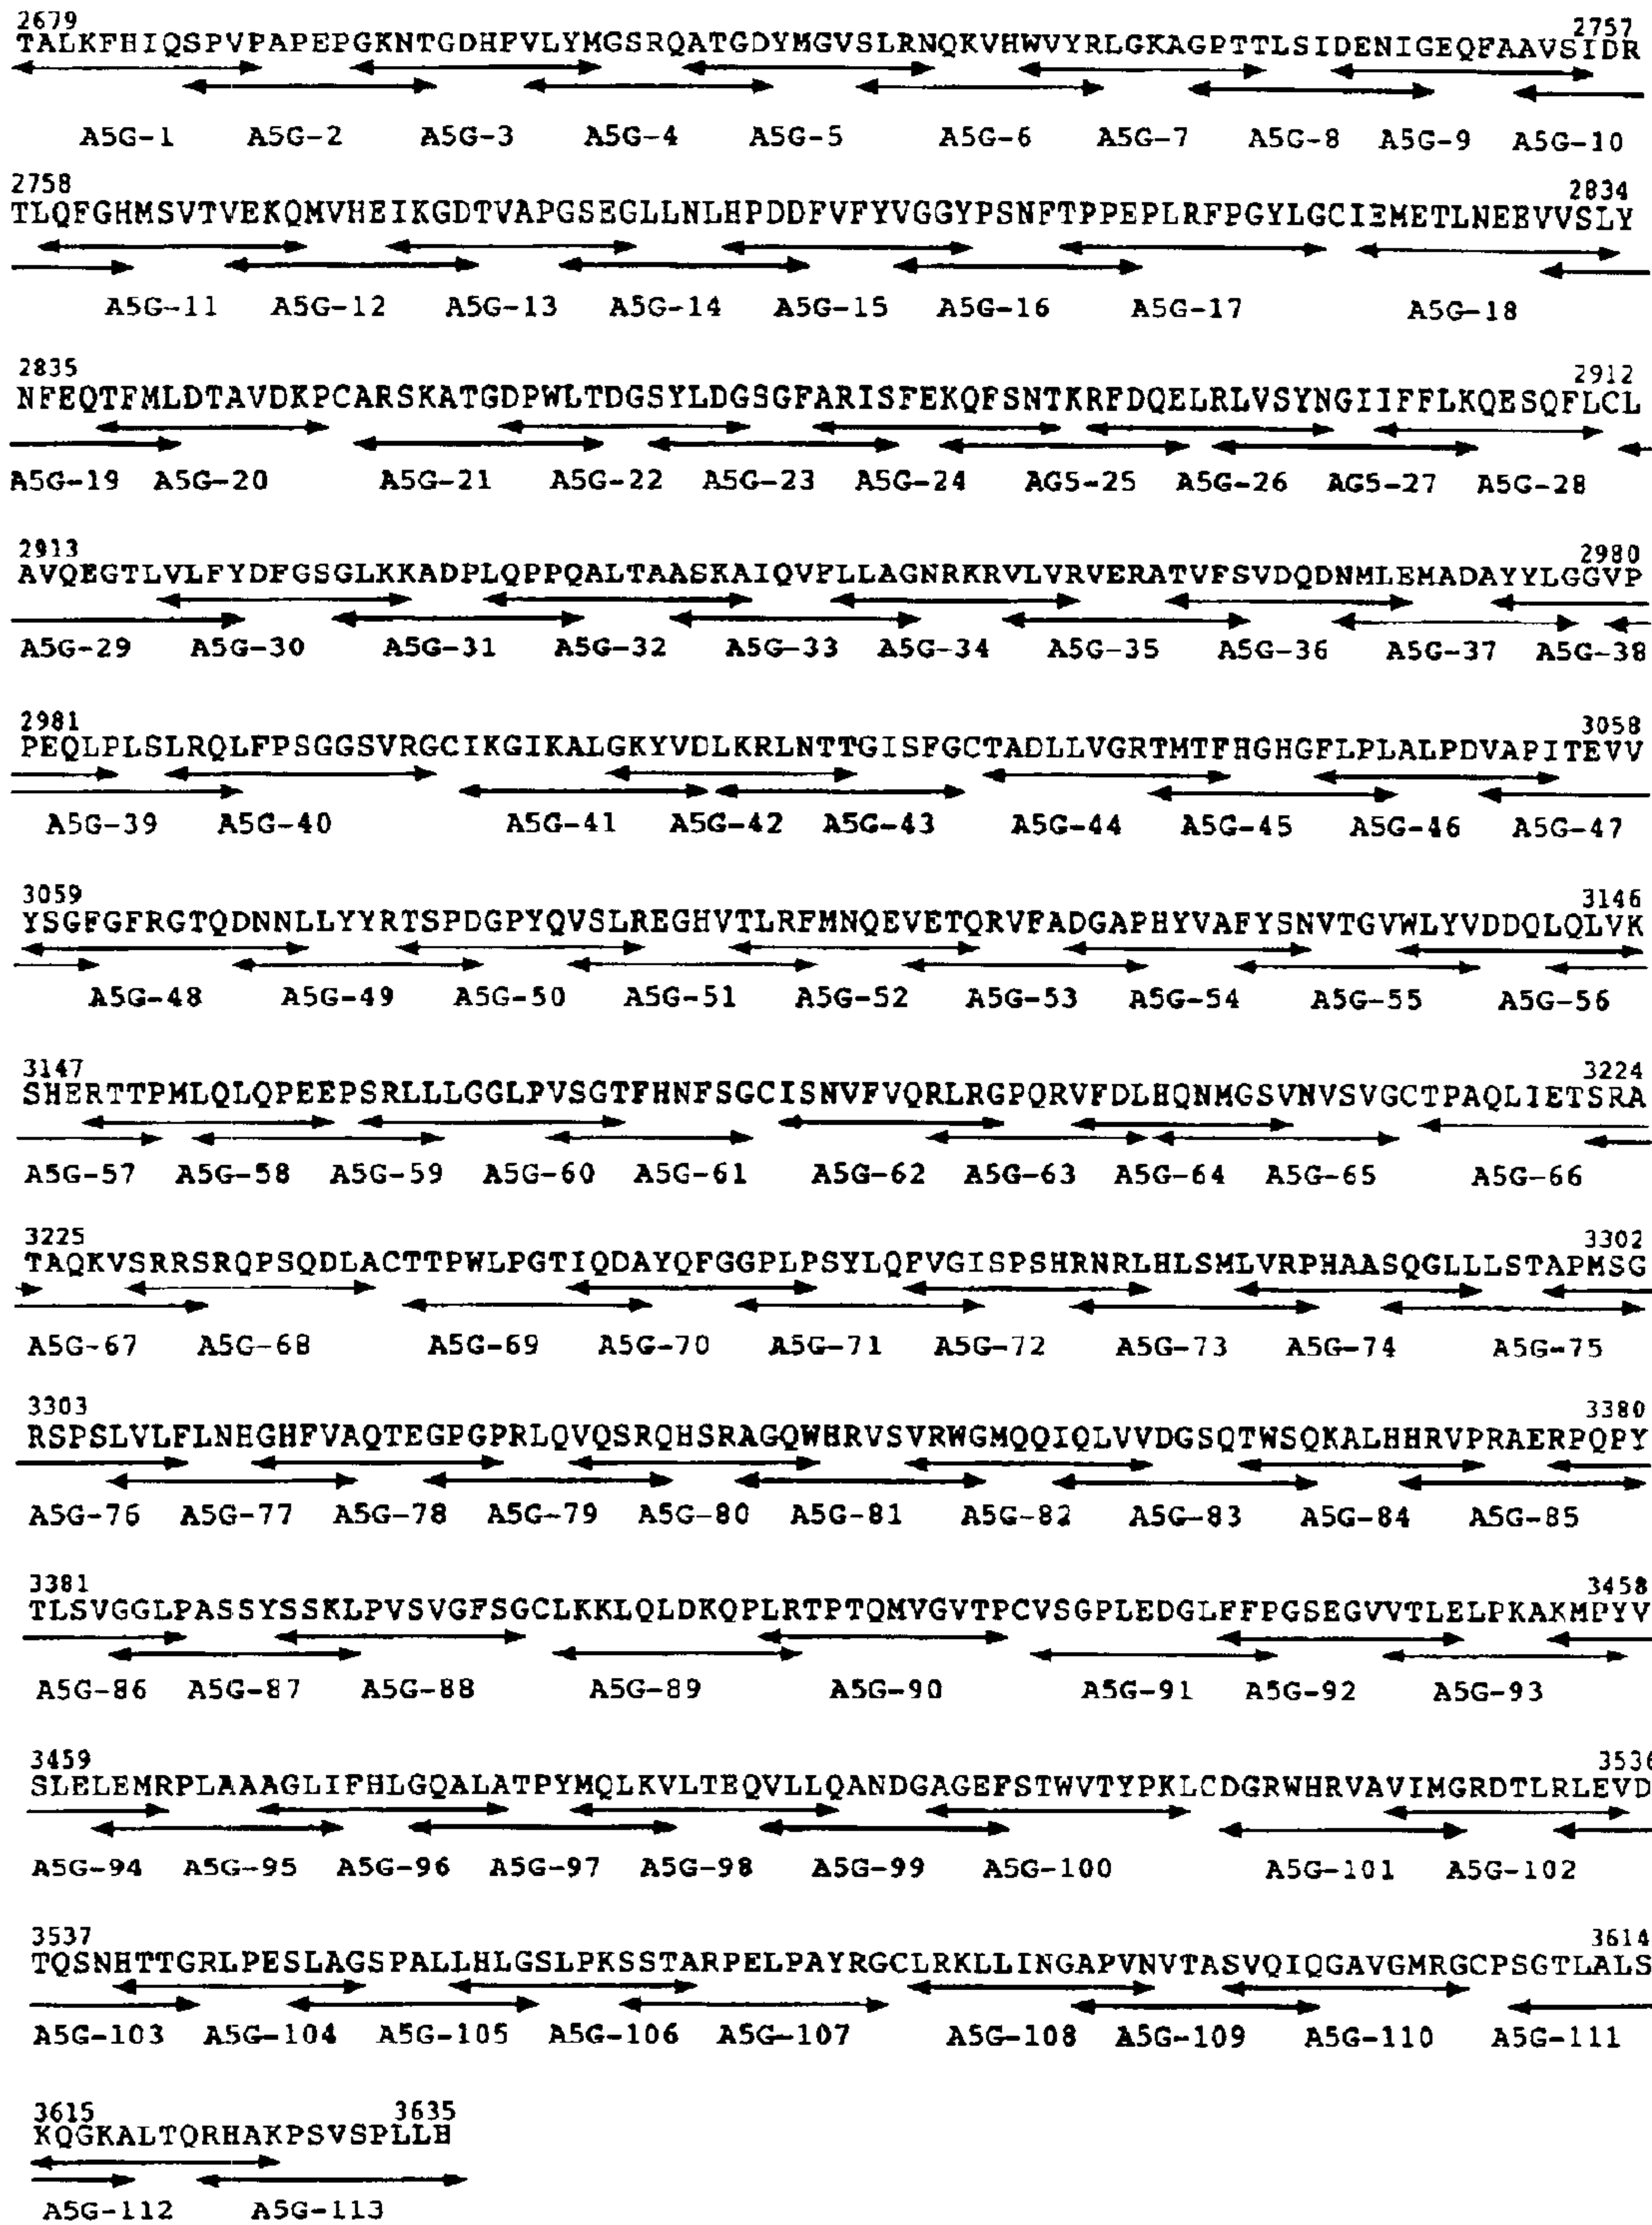 2679 2757
TALKFHIQSPVPAPEPGKNTGDHFVLYMGSRQATGDYMGVSLRNQKVHWVYRLGKAGPTTLSIDENIGEQFAAVSIDR
A5G-1 A5G-2 A5G-3 A5G-4 A5G-5 A5G-6 A5G-7 A5G-8 A5G-9 A5G-10
2758 2834
TLQFGHMSVTVEKQMVHEIKGDTVAPGSEGLLNLHPDDFVFYVGGYPSNFTPPEPLRFPGYLGCIEMETLNEEVVSLY
A5G-11 A5G-12 A5G-13 A5G-14 A5G-15 A5G-16 A5G-17 A5G-18
2835 2912
NFEQTFMLDTAVDKPCARSKATGDPWLTDGSYLDGSGFARISFEKQFSNTKRFDQELRLVSYNGIIFFLKQESQFLCL
A5G-19 A5G-20 A5G-21 A5G-22 A5G-23 A5G-24 AG5-25 A5G-26 AG5-27 A5G-28
2913 2980
AVQEGTLVLFYDFGSGLKKADPLQPPQALTAASKAIQVFLLAGNRKRVLVRVERATVFSVDQDNMLEMADAYYLGGVP
A5G-29 A5G-30 A5G-31 A5G-32 A5G-33 A5G-34 A5G-35 A5G-36 A5G-37 A5G-38
2981 3058
PEQLPLSLRQLFPSGGSVRGCIKGIKALGKYVDLKRLNTTGISFGCTADLLVGRTMTFHGHGFLPLALPDVAPITEVV
A5G-39 A5G-40 A5G-41 A5G-42 A5G-43 A5G-44 A5G-45 A5G-46 A5G-47
3059 3146
YSGFGFRGTQDNNLLYYRTSPDGPYQVSLREGHVTLRFMNQEVETQRVFADGAPHYVAFYSNVTGVWLYVDDQLQLVK
A5G-48 A5G-49 A5G-50 A5G-51 A5G-52 A5G-53 A5G-54 A5G-55 A5G-56
3147 3224
SHERTTPMLQLQPEEPSRLLLGGLPVSGTFHNFSGCISNVFVQRLRGPQRVFDLHQNMGSVNVSVGCTPAQLIETSRA
A5G-57 A5G-58 A5G-59 A5G-60 A5G-61 A5G-62 A5G-63 A5G-64 A5G-65 A5G-66
3225 3302
TAQKVSRRSRQPSQDLACTTPWLPGTIQDAYQFGGPLPSYLQFVGISPSHRNRLHLSMLVRPHAASQGLLLSTAPMSG
A5G-67 A5G-68 A5G-69 A5G-70 A5G-71 A5G-72 A5G-73 A5G-74 A5G-75
3303 3380
RSPSLVLFLNHGHFVAQTEGPGPRLQVQSRQHSRAGQWHRVSVRWGMQQIQLVVDGSQTWSQKALHHRVPRAERPQPY
A5G-76 A5G-77 A5G-78 A5G-79 A5G-80 A5G-81 A5G-82 A5G-83 A5G-84 A5G-85
3381 3458
TLSVGGLPASSYSSKLPVSVGFSGCLKKLQLDKQPLRTPTQMVGVTPCVSGPLEDGLFFPGSEGVVTLELPKAKMPYV
A5G-86 A5G-87 A5G-88 A5G-89 A5G-90 A5G-91 A5G-92 A5G-93
3459 3536
SLELEMRPLAAAGLIFHLGQALATPYMQLKVLTEQVLLQANDGAGEFSTWVTYPKLCDGRWHRVAVIMGRDTLRLEVD
A5G-94 A5G-95 A5G-96 A5G-97 A5G-98 A5G-99 A5G-100 A5G-101 A5G-102
3537 3614
TQSNHTTGRLPESLAGSPALLHLGSLPKSSTARPELPAYRGCLRKLLINGAPVNVTASVQIQGAVGMRGCPSGTLALS
A5G-103 A5G-104 A5G-105 A5G-106 A5G-107 A5G-108 A5G-109 A5G-110 A5G-111
3615 3635
KQGKALTQRHAKPSVSPLLH
A5G-112 A5G-113